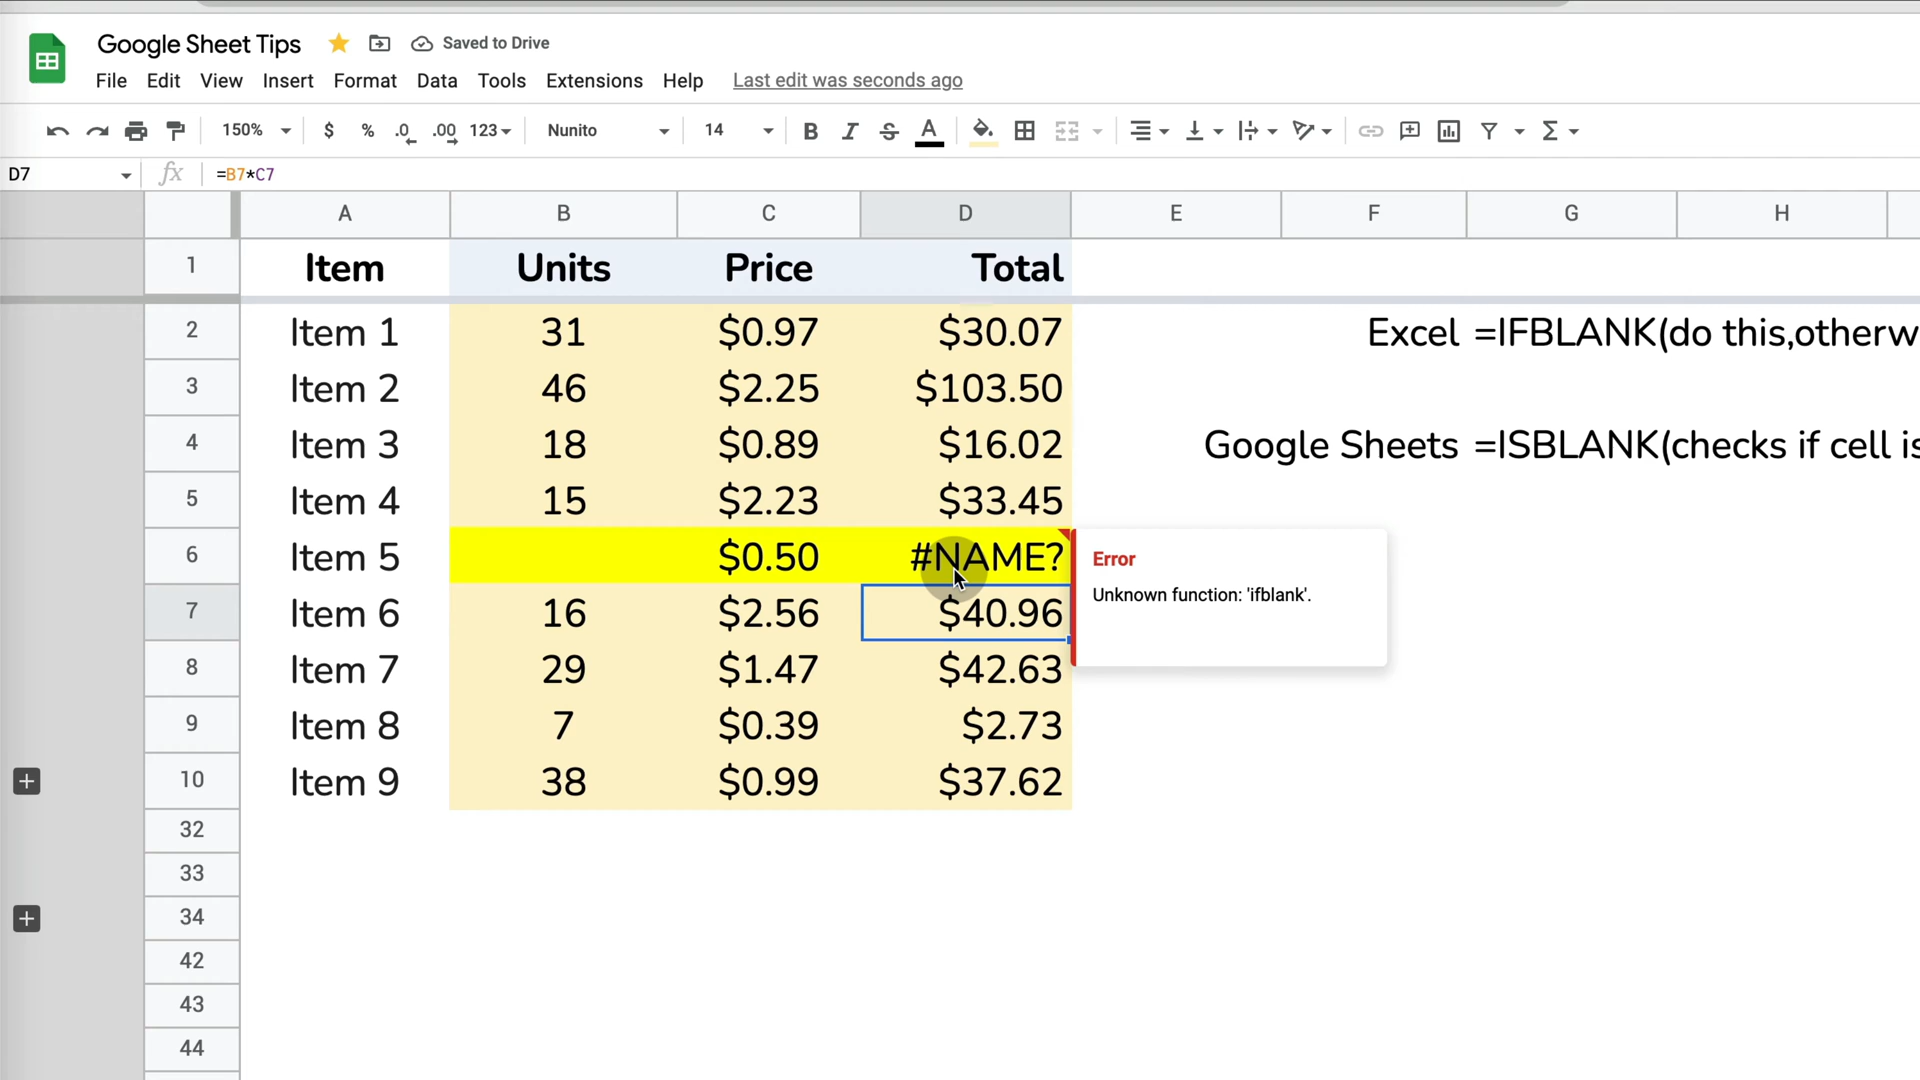 Google Sheet Tips Saved to Drive
File Edit View Insert Format Data Tools Extensions Help Last edit was seconds ago
150% $ % .0 .00 123 Nunito 14 B I S A Σ
D7 fx =B7*C7
A B C D E F G H
1 Item Units Price Total
2 Item 1 31 $0.97 $30.07 Excel =IFBLANK(do this,otherw
3 Item 2 46 $2.25 $103.50
4 Item 3 18 $0.89 $16.02 Google Sheets =ISBLANK(checks if cell is
5 Item 4 15 $2.23 $33.45
6 Item 5 $0.50 #NAME? Error
Unknown function: 'ifblank'.
7 Item 6 16 $2.56 $40.96
8 Item 7 29 $1.47 $42.63
9 Item 8 7 $0.39 $2.73
10 Item 9 38 $0.99 $37.62
32
33
34
42
43
44